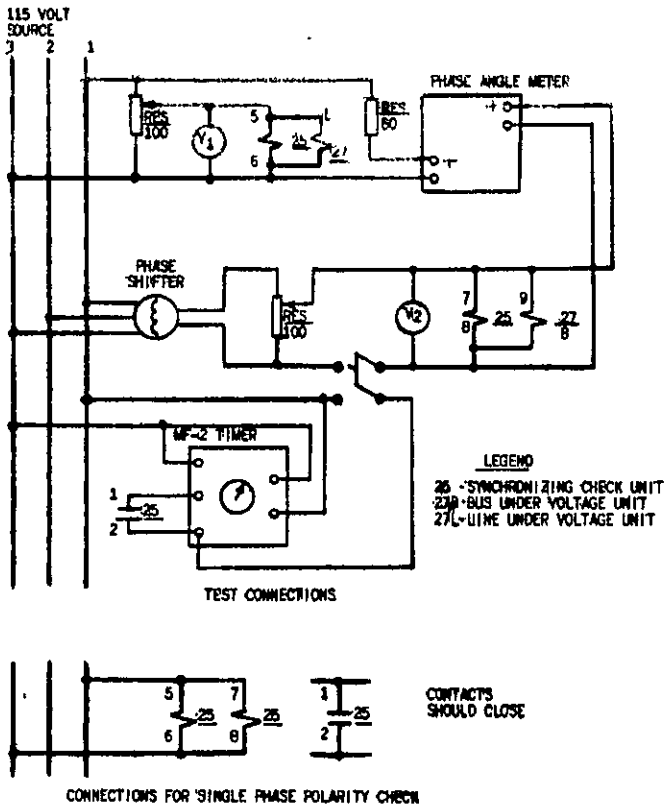 115 VOLT
SOURCE
3 2 1
PHASE ANGLE METER
RES
100
V1
5
6
25
L
27
RES
60
+
+
PHASE
SHIFTER
RES
100
V2
7
8
25
9
27
B
MF-2 TIMER
1
2
25
LEGEND
25 - SYNCHRONIZING CHECK UNIT
27B-BUS UNDER VOLTAGE UNIT
27L-LINE UNDER VOLTAGE UNIT
TEST CONNECTIONS
5
6
25
7
8
25
1
2
25
CONTACTS
SHOULD CLOSE
CONNECTIONS FOR SINGLE PHASE POLARITY CHECK